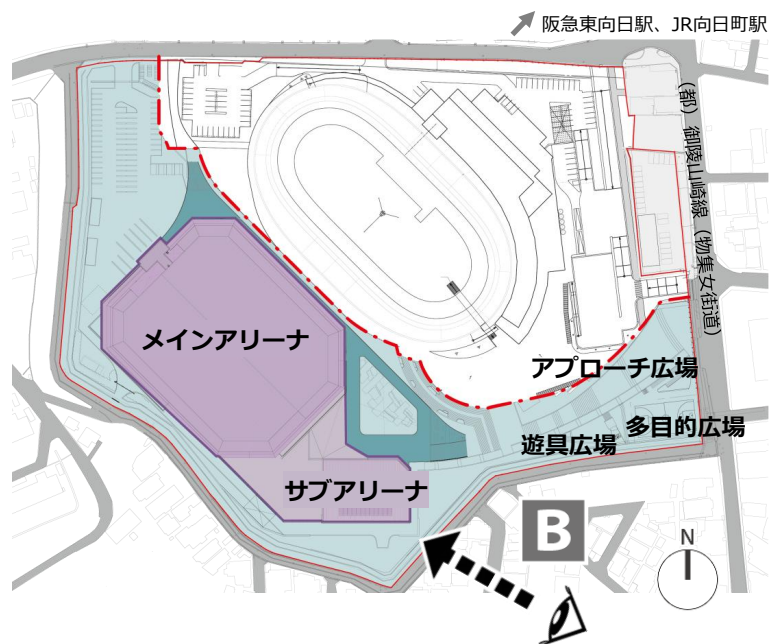 阪急東向日駅、JR向日町駅
（都）御陵山崎線（物集女街道）
メインアリーナ
アプローチ広場
多目的広場
遊具広場
サブアリーナ
B
N